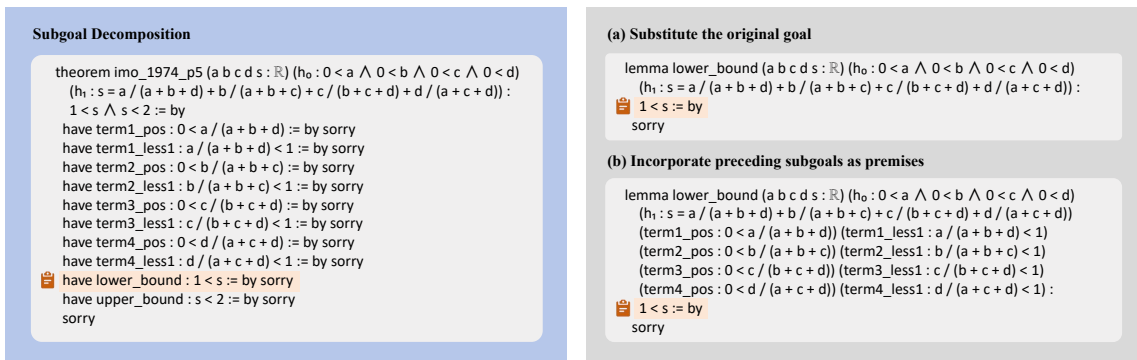 Subgoal Decomposition
theorem imo_1974_p5 (a b c d s : ℝ) (h₀ : 0 < a ∧ 0 < b ∧ 0 < c ∧ 0 < d)
(h₁ : s = a / (a + b + d) + b / (a + b + c) + c / (b + c + d) + d / (a + c + d)) :
1 < s ∧ s < 2 := by
have term1_pos : 0 < a / (a + b + d) := by sorry
have term1_less1 : a / (a + b + d) < 1 := by sorry
have term2_pos : 0 < b / (a + b + c) := by sorry
have term2_less1 : b / (a + b + c) < 1 := by sorry
have term3_pos : 0 < c / (b + c + d) := by sorry
have term3_less1 : c / (b + c + d) < 1 := by sorry
have term4_pos : 0 < d / (a + c + d) := by sorry
have term4_less1 : d / (a + c + d) < 1 := by sorry
have lower_bound : 1 < s := by sorry
have upper_bound : s < 2 := by sorry
sorry
(a) Substitute the original goal
lemma lower_bound (a b c d s : ℝ) (h₀ : 0 < a ∧ 0 < b ∧ 0 < c ∧ 0 < d)
(h₁ : s = a / (a + b + d) + b / (a + b + c) + c / (b + c + d) + d / (a + c + d)) :
1 < s := by
sorry
(b) Incorporate preceding subgoals as premises
lemma lower_bound (a b c d s : ℝ) (h₀ : 0 < a ∧ 0 < b ∧ 0 < c ∧ 0 < d)
(h₁ : s = a / (a + b + d) + b / (a + b + c) + c / (b + c + d) + d / (a + c + d))
(term1_pos : 0 < a / (a + b + d)) (term1_less1 : a / (a + b + d) < 1)
(term2_pos : 0 < b / (a + b + c)) (term2_less1 : b / (a + b + c) < 1)
(term3_pos : 0 < c / (b + c + d)) (term3_less1 : c / (b + c + d) < 1)
(term4_pos : 0 < d / (a + c + d)) (term4_less1 : d / (a + c + d) < 1) :
1 < s := by
sorry